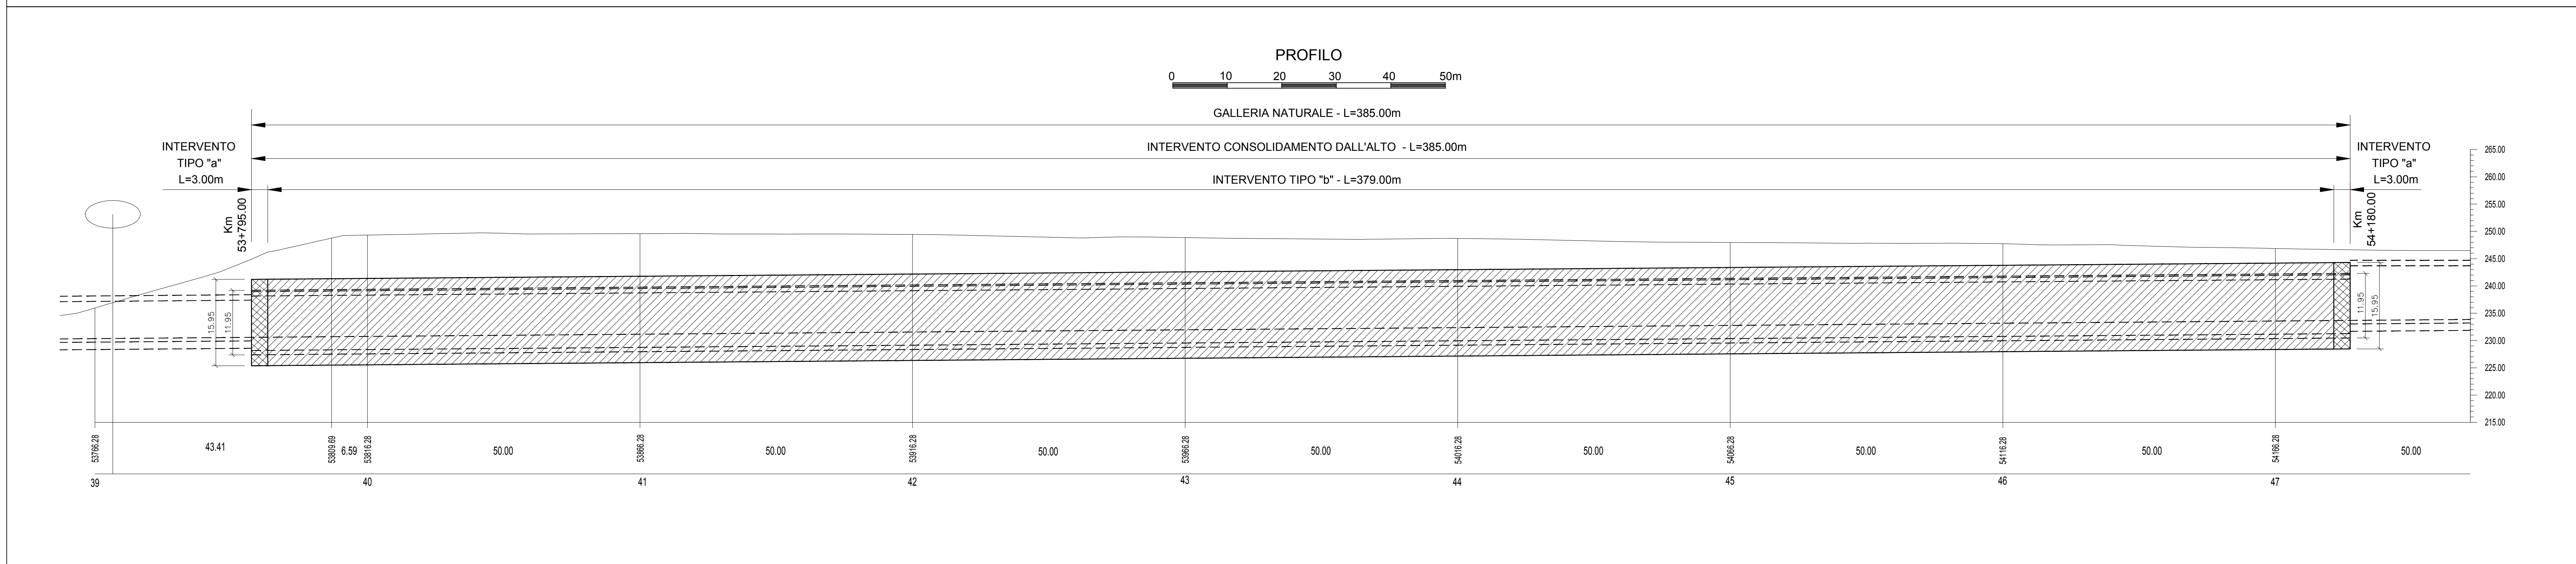 PROFILO
0 10 20 30 40 50m
GALLERIA NATURALE - L=385.00m
INTERVENTO CONSOLIDAMENTO DALL'ALTO - L=385.00m
INTERVENTO TIPO "b" - L=379.00m
INTERVENTO
TIPO "a"
L=3.00m
Km
53+795.00
INTERVENTO
TIPO "a"
L=3.00m
Km
54+180.00
265.00
260.00
255.00
250.00
245.00
240.00
235.00
230.00
225.00
220.00
215.00
15.95
11.95
11.95
15.95
53766.28
43.41
53809.69
6.59
53816.28
50.00
53866.28
50.00
539166.28
50.00
53966.28
50.00
54016.28
50.00
54066.28
50.00
54116.28
50.00
54166.28
50.00
39 40 41 42 43 44 45 46 47